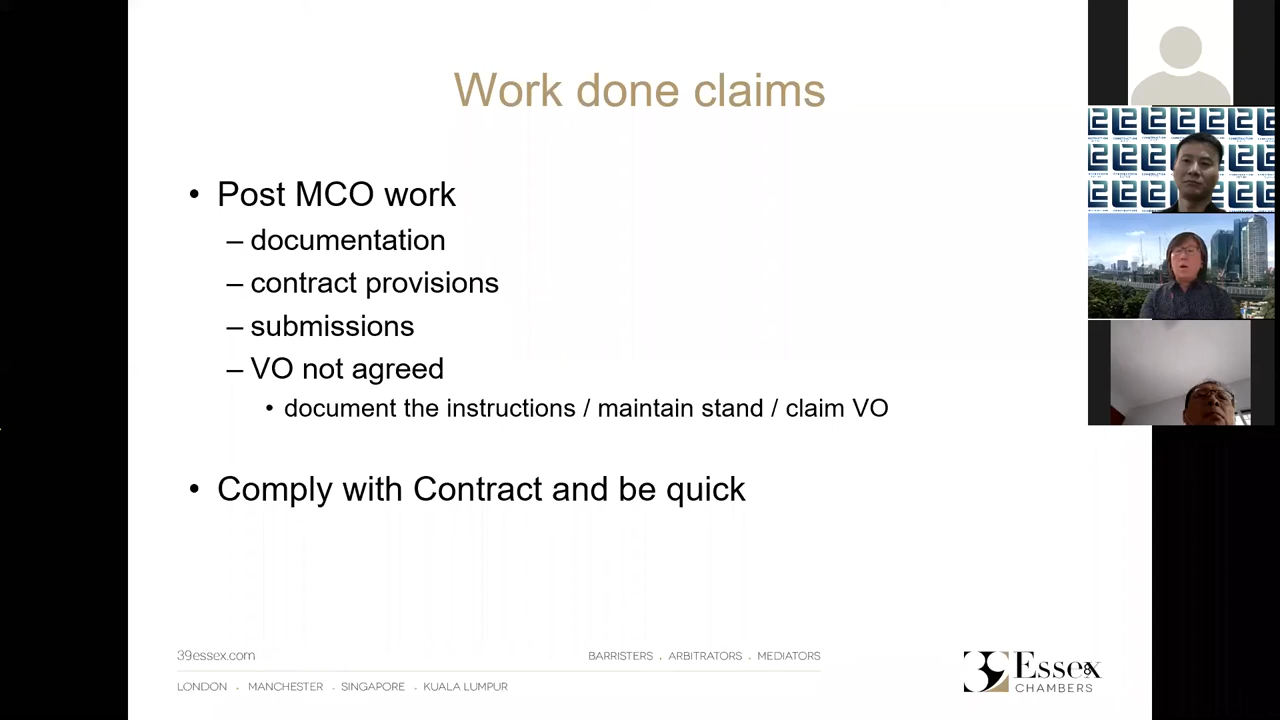 Work done claims
• Post MCO work
– documentation
– contract provisions
– submissions
– VO not agreed
• document the instructions / maintain stand / claim VO
• Comply with Contract and be quick
39essex.com
BARRISTERS . ARBITRATORS . MEDIATORS
LONDON . MANCHESTER . SINGAPORE . KUALA LUMPUR
39 Essex
CHAMBERS
8